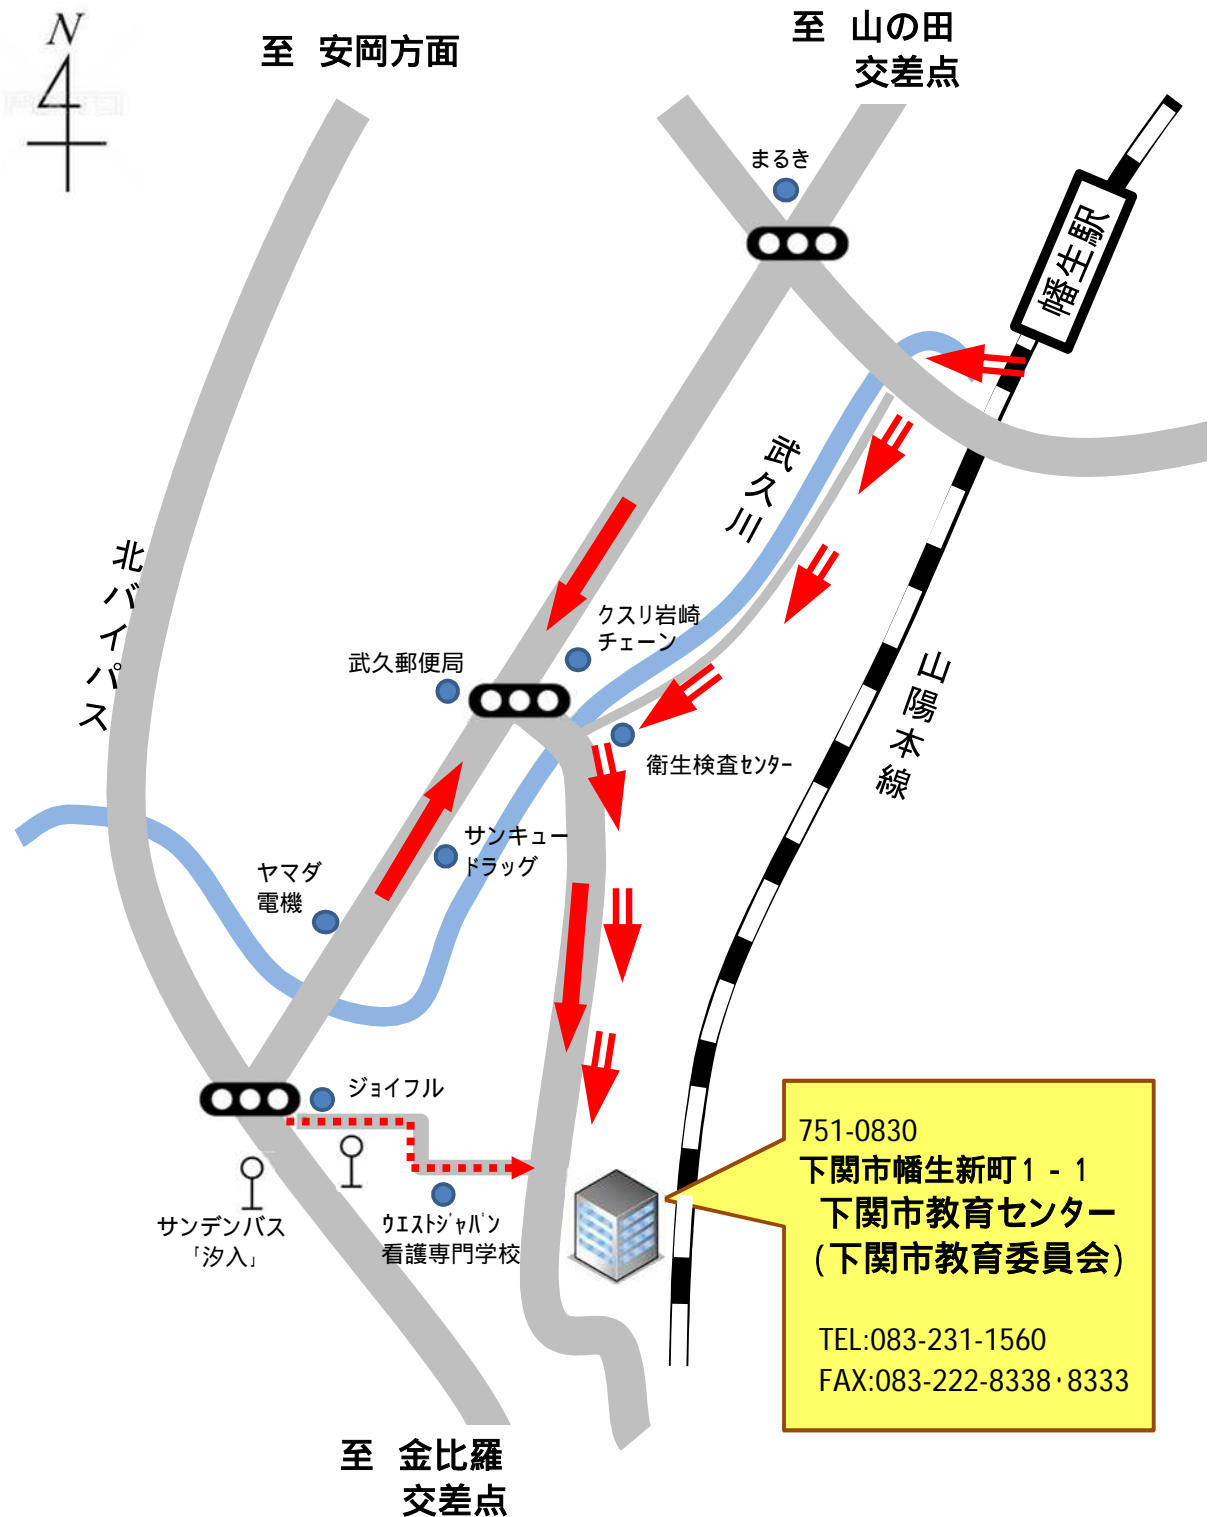 N
至 安岡方面
至 山の田
交差点
まるき
幡生駅
武久川
北バイパス
クスリ岩崎
チェーン
武久郵便局
山陽本線
衛生検査ｾﾝﾀｰ
サンキュー
ドラッグ
ヤマダ
電機
ジョイフル
サンデンバス
「汐入」
ｳｴｽﾄｼﾞｬﾊﾟﾝ
看護専門学校
751-0830
下関市幡生新町1-1
下関市教育センター
(下関市教育委員会)
TEL:083-231-1560
FAX:083-222-8338・8333
至 金比羅
交差点